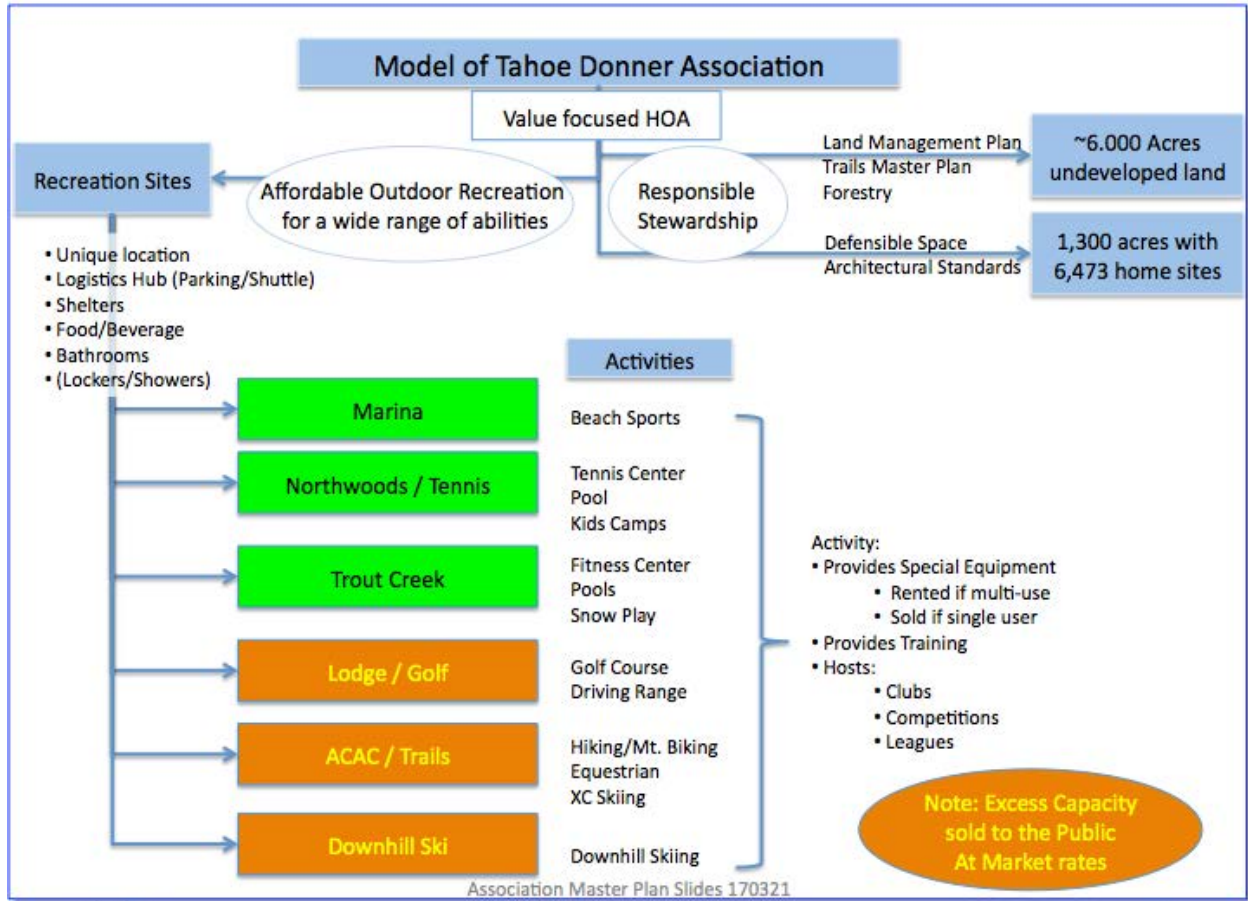 Model of Tahoe Donner Association
Value focused HOA
Recreation Sites
Affordable Outdoor Recreation
for a wide range of abilities
Responsible
Stewardship
Land Management Plan
Trails Master Plan
Forestry
~6.000 Acres
undeveloped land
Defensible Space
Architectural Standards
1,300 acres with
6,473 home sites
• Unique location
• Logistics Hub (Parking/Shuttle)
• Shelters
• Food/Beverage
• Bathrooms
• (Lockers/Showers)
Activities
Marina
Beach Sports
Northwoods / Tennis
Tennis Center
Pool
Kids Camps
Trout Creek
Fitness Center
Pools
Snow Play
Lodge / Golf
Golf Course
Driving Range
ACAC / Trails
Hiking/Mt. Biking
Equestrian
XC Skiing
Downhill Ski
Downhill Skiing
Activity:
• Provides Special Equipment
• Rented if multi-use
• Sold if single user
• Provides Training
• Hosts:
• Clubs
• Competitions
• Leagues
Note: Excess Capacity
sold to the Public
At Market rates
Association Master Plan Slides 170321